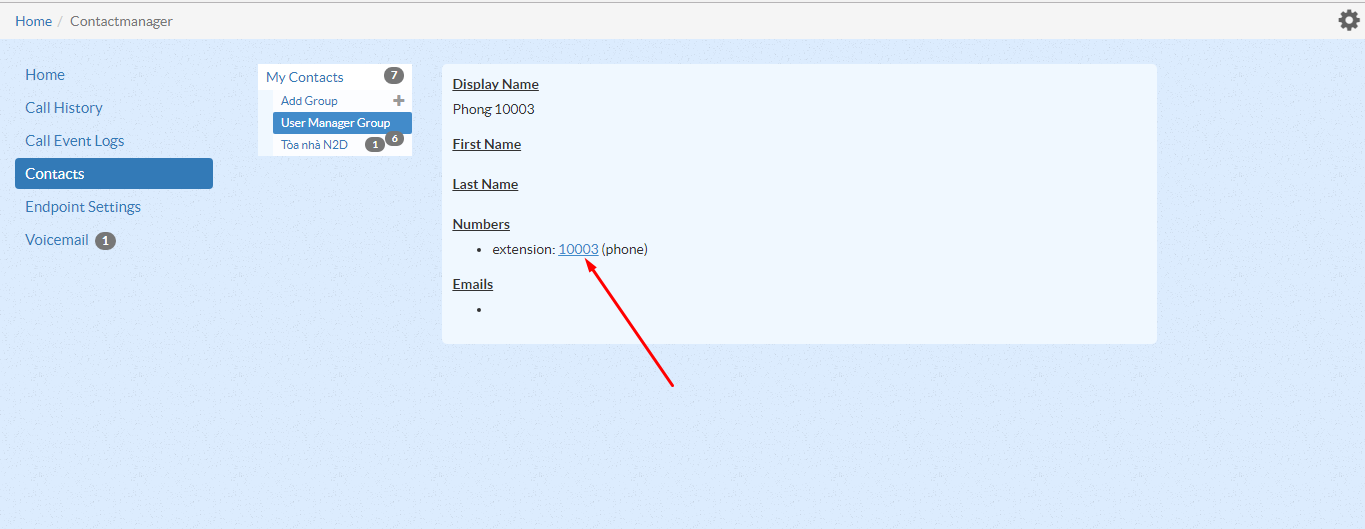 Home / Contactmanager
Home
Call History
Call Event Logs
Contacts
Endpoint Settings
Voicemail 1
My Contacts 7
Add Group +
User Manager Group 6
Tòa nhà N2D 1
Display Name
Phong 10003
First Name
Last Name
Numbers
• extension: 10003 (phone)
Emails
•